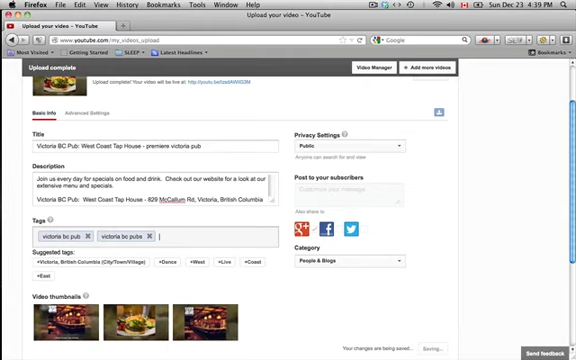 Firefox File Edit View History Bookmarks Tools Window Help Sun Dec 23 4:39 PM
Upload your video – YouTube
Upload your video – YouTube
www.youtube.com/my_videos_upload
Google
Most Visited Getting Started SLEEP Latest Headlines Bookmarks
Upload complete Video Manager + Add more videos
Upload complete! Your video will be live at:
Basic Info Advanced Settings
Title
Victoria BC Pub: West Coast Tap House - premiere victoria pub
Description
Join us every day for specials on food and drink. Check out our website for a look at our
extensive menu and specials.
Victoria BC Pub: West Coast Tap House - 829 McCallum Rd, Victoria, British Columbia
Tags
victoria bc pub victoria bc pubs
Suggested tags:
+Victoria, British Columbia (City/Town/Village) +Dance +West +Live +Coast
+East
Video thumbnails
Privacy Settings
Public
Anyone can search for and view
Post to your subscribers
Customize your message
Also share to
Category
People & Blogs
Your changes are being saved... Saving...
Send feedback